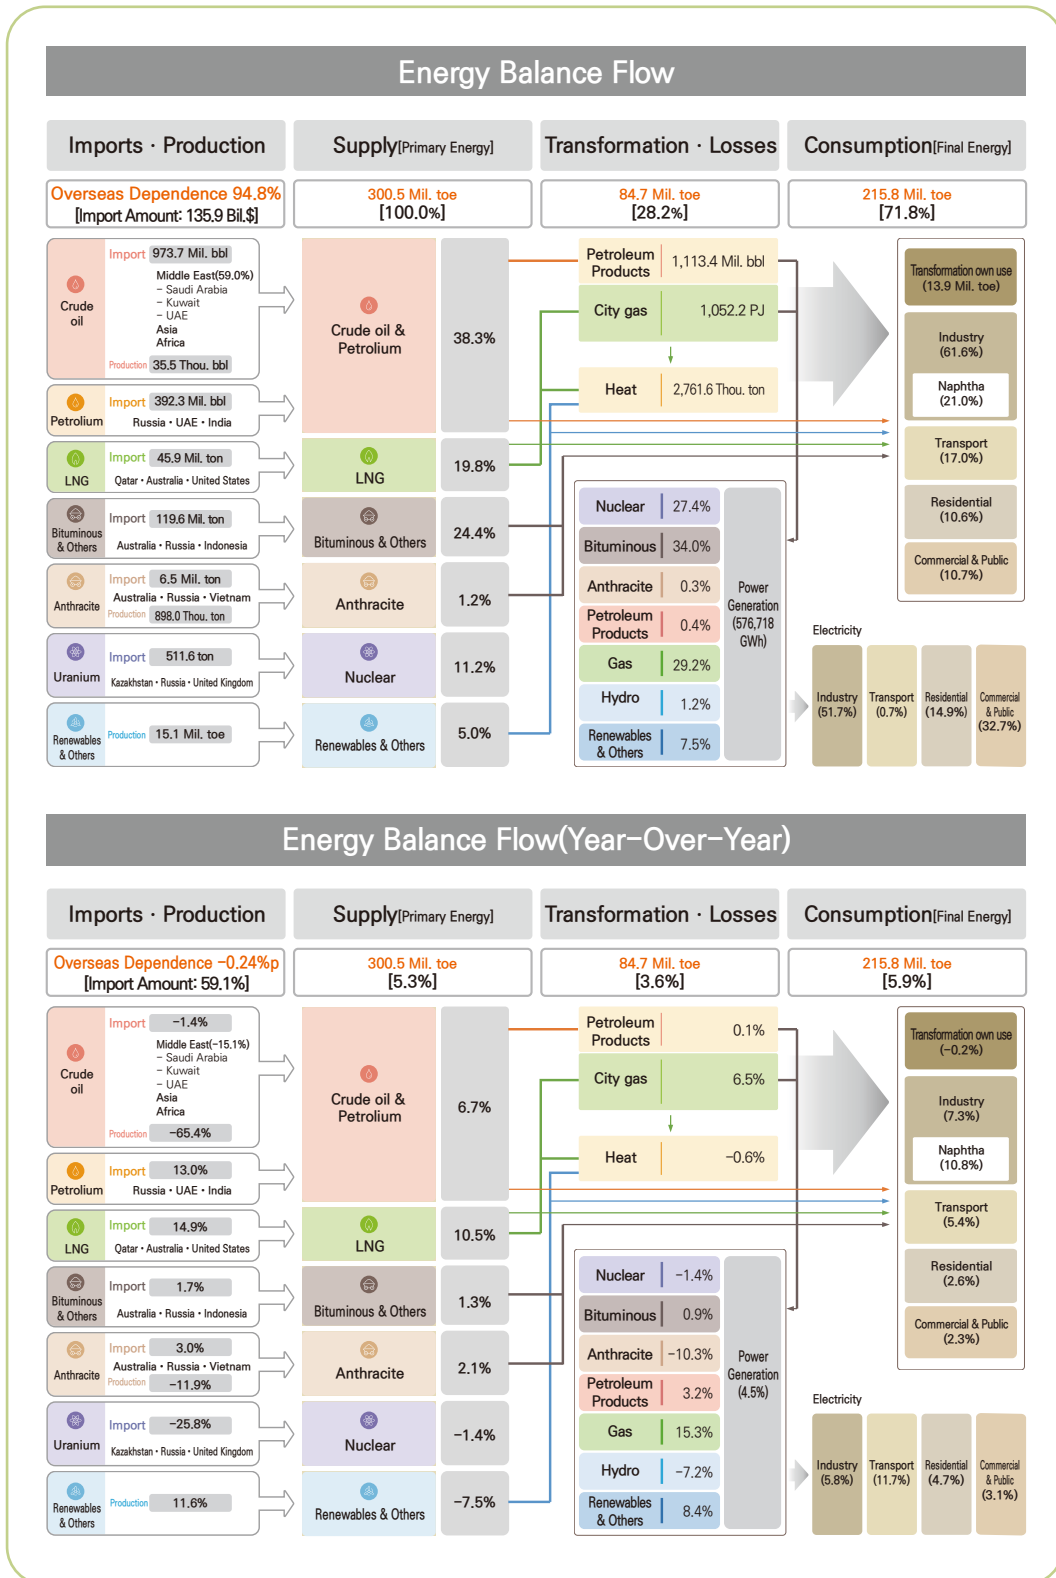 Energy Balance Flow
Imports · Production
Supply[Primary Energy]
Transformation · Losses
Consumption[Final Energy]
Overseas Dependence 94.8%
[Import Amount: 135.9 Bil.$]
300.5 Mil. toe
[100.0%]
84.7 Mil. toe
[28.2%]
215.8 Mil. toe
[71.8%]
Crude
oil
Import 973.7 Mil. bbl
Middle East(59.0%)
- Saudi Arabia
- Kuwait
- UAE
Asia
Africa
Production 35.5 Thou. bbl
Petrolium
Import 392.3 Mil. bbl
Russia · UAE · India
LNG
Import 45.9 Mil. ton
Qatar · Australia · United States
Bituminous
& Others
Import 119.6 Mil. ton
Australia · Russia · Indonesia
Anthracite
Import 6.5 Mil. ton
Australia · Russia · Vietnam
Production 898.0 Thou. ton
Uranium
Import 511.6 ton
Kazakhstan · Russia · United Kingdom
Renewables
& Others
Production 15.1 Mil. toe
Crude oil &
Petrolium
38.3%
LNG
19.8%
Bituminous & Others
24.4%
Anthracite
1.2%
Nuclear
11.2%
Renewables & Others
5.0%
Petroleum
Products
1,113.4 Mil. bbl
City gas
1,052.2 PJ
Heat
2,761.6 Thou. ton
Nuclear
27.4%
Bituminous
34.0%
Anthracite
0.3%
Petroleum
Products
0.4%
Gas
29.2%
Hydro
1.2%
Renewables
& Others
7.5%
Power
Generation
(576,718
GWh)
Transformation own use
(13.9 Mil. toe)
Industry
(61.6%)
Naphtha
(21.0%)
Transport
(17.0%)
Residential
(10.6%)
Commercial & Public
(10.7%)
Electricity
Industry
(51.7%)
Transport
(0.7%)
Residential
(14.9%)
Commercial
& Public
(32.7%)
Energy Balance Flow(Year-Over-Year)
Imports · Production
Supply[Primary Energy]
Transformation · Losses
Consumption[Final Energy]
Overseas Dependence -0.24%p
[Import Amount: 59.1%]
300.5 Mil. toe
[5.3%]
84.7 Mil. toe
[3.6%]
215.8 Mil. toe
[5.9%]
Crude
oil
Import -1.4%
Middle East(-15.1%)
- Saudi Arabia
- Kuwait
- UAE
Asia
Africa
Production -65.4%
Petrolium
Import 13.0%
Russia · UAE · India
LNG
Import 14.9%
Qatar · Australia · United States
Bituminous
& Others
Import 1.7%
Australia · Russia · Indonesia
Anthracite
Import 3.0%
Australia · Russia · Vietnam
Production -11.9%
Uranium
Import -25.8%
Kazakhstan · Russia · United Kingdom
Renewables
& Others
Production 11.6%
Crude oil &
Petrolium
6.7%
LNG
10.5%
Bituminous & Others
1.3%
Anthracite
2.1%
Nuclear
-1.4%
Renewables & Others
-7.5%
Petroleum
Products
0.1%
City gas
6.5%
Heat
-0.6%
Nuclear
-1.4%
Bituminous
0.9%
Anthracite
-10.3%
Petroleum
Products
3.2%
Gas
15.3%
Hydro
-7.2%
Renewables
& Others
8.4%
Power
Generation
(4.5%)
Transformation own use
(-0.2%)
Industry
(7.3%)
Naphtha
(10.8%)
Transport
(5.4%)
Residential
(2.6%)
Commercial & Public
(2.3%)
Electricity
Industry
(5.8%)
Transport
(11.7%)
Residential
(4.7%)
Commercial
& Public
(3.1%)